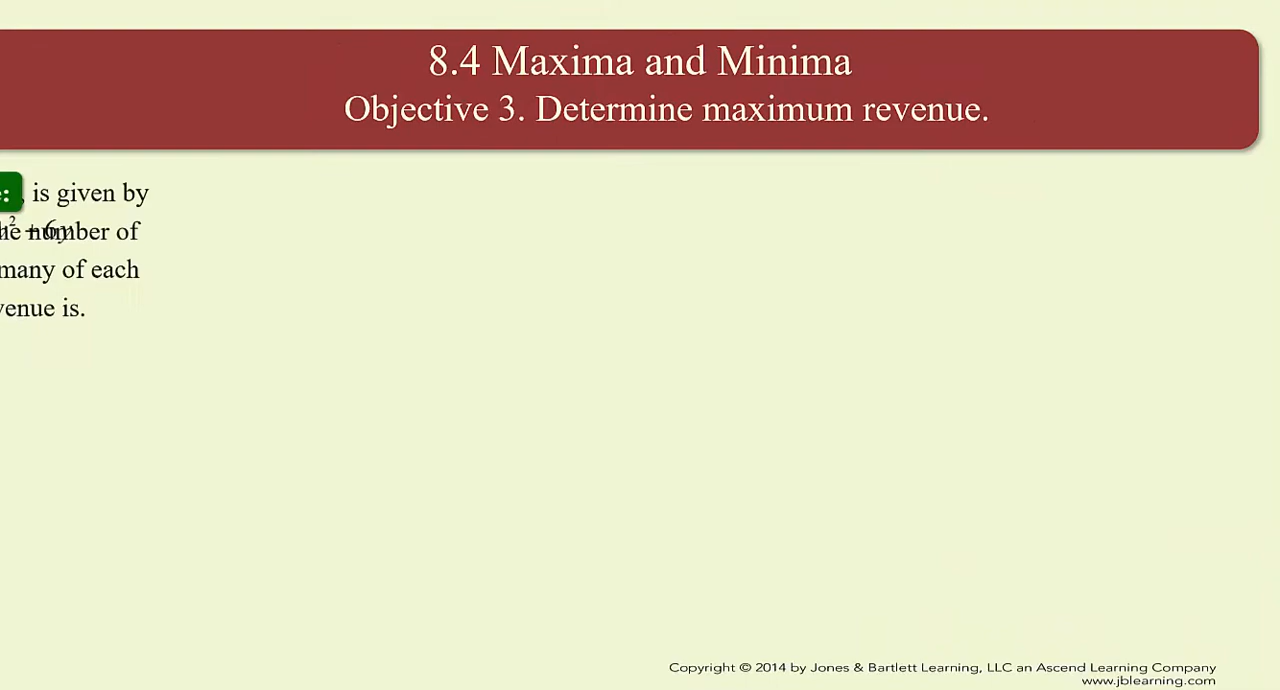 8.4 Maxima and Minima
Objective 3. Determine maximum revenue.
, is given by
number of
many of each
venue is.
Copyright © 2014 by Jones & Bartlett Learning, LLC an Ascend Learning Company
www.jblearning.com